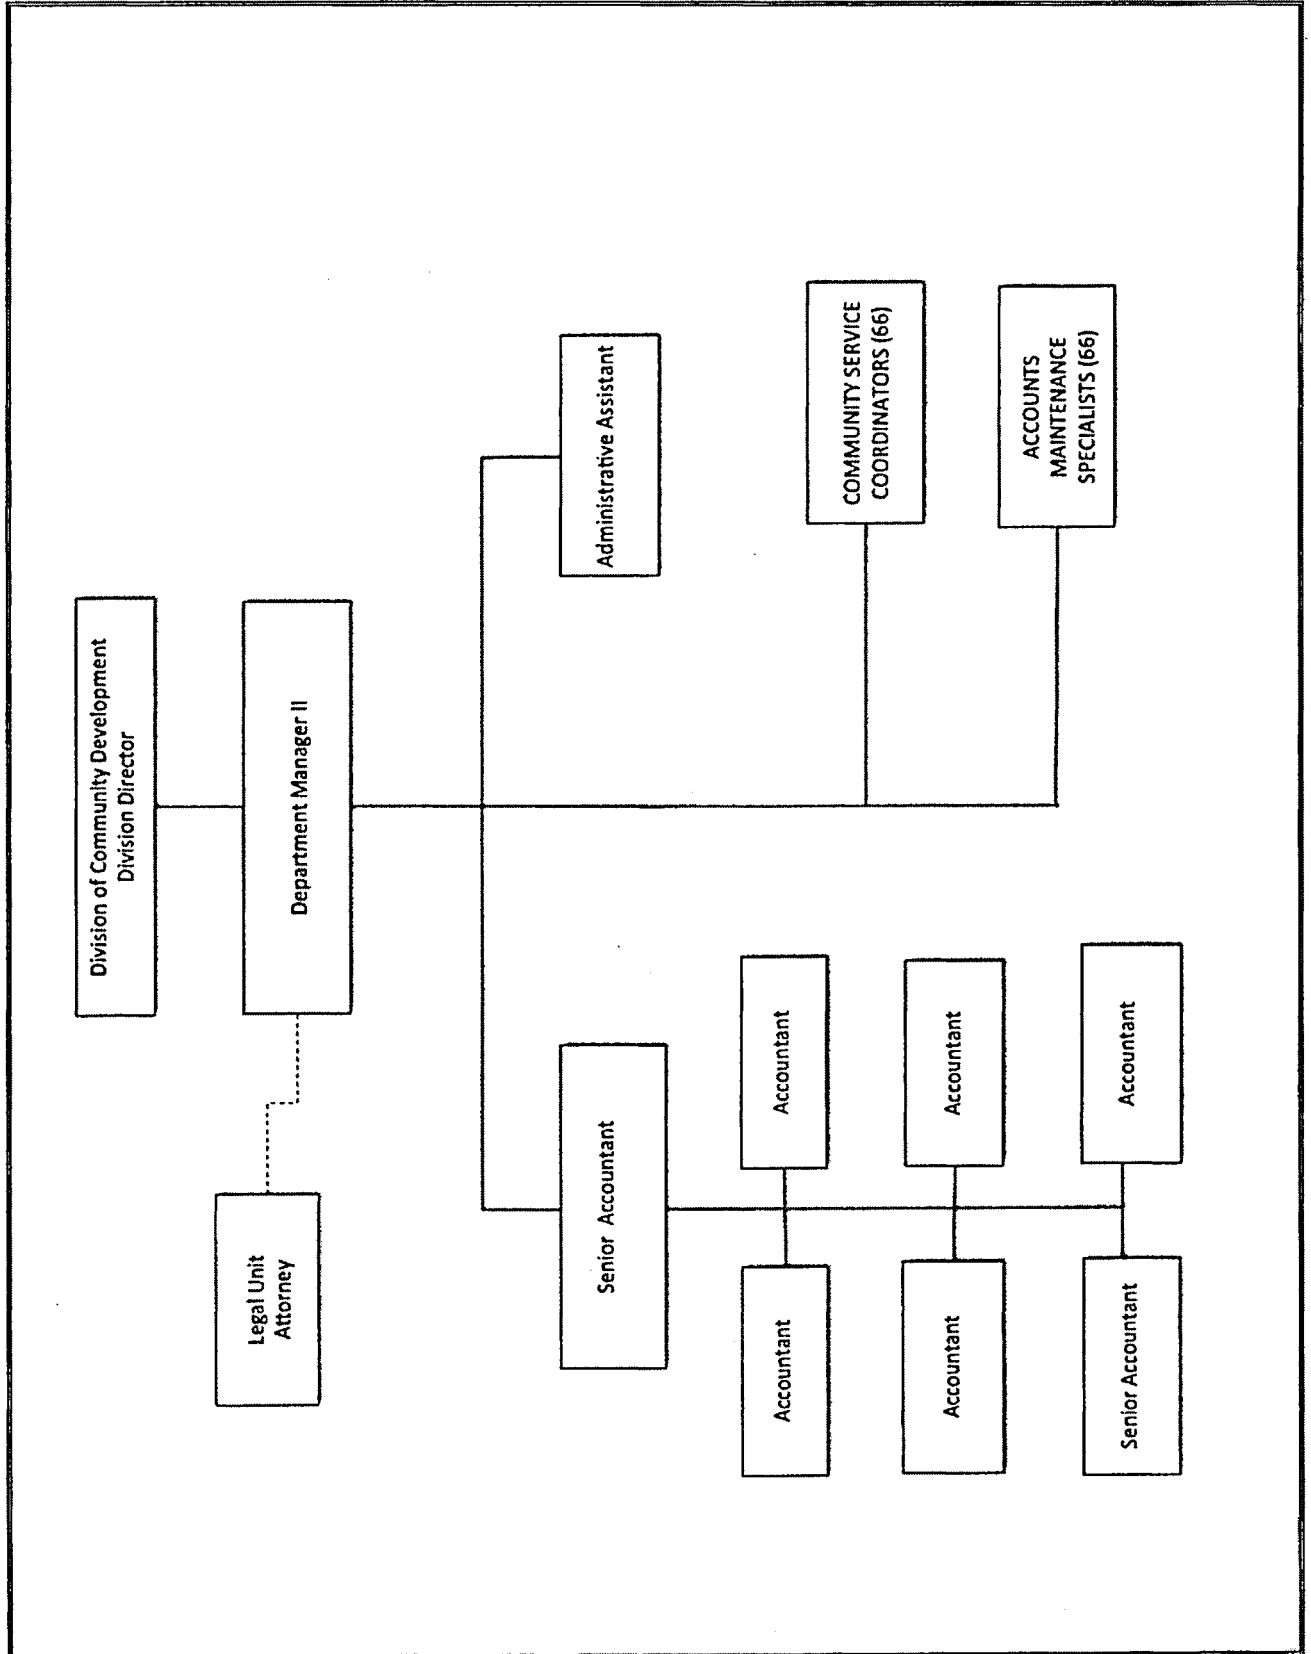 Division of Community Development
Division Director
Legal Unit
Attorney
Department Manager II
Senior Accountant
Administrative Assistant
Accountant
Accountant
COMMUNITY SERVICE
COORDINATORS (66)
Accountant
Accountant
ACCOUNTS
MAINTENANCE
SPECIALISTS (66)
Senior Accountant
Accountant